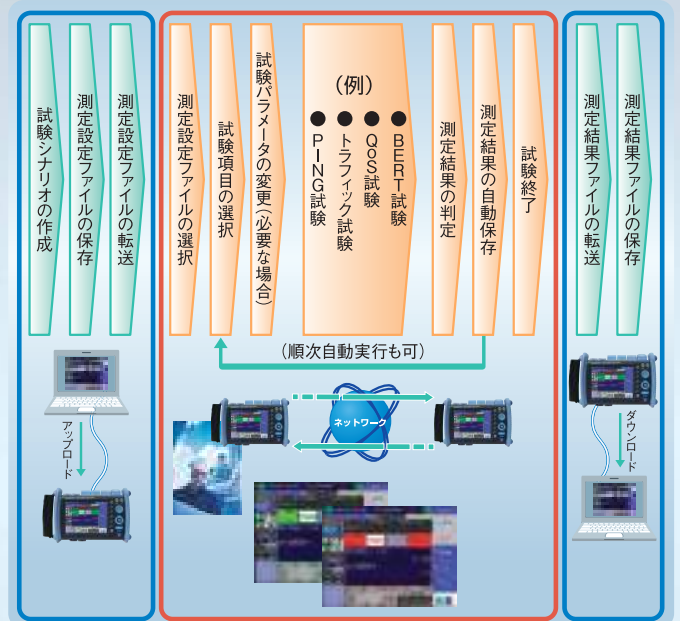 試験シナリオの作成
測定設定ファイルの保存
測定設定ファイルの転送
測定設定ファイルの選択
試験項目の選択
試験パラメータの変更(必要な場合)
(例)
●PING試験
●トラフィック試験
●QoS試験
●BERT試験
測定結果の判定
測定結果の自動保存
試験終了
測定結果ファイルの転送
測定結果ファイルの保存
(順次自動実行も可)
アップロード
ネットワーク
ダウンロード